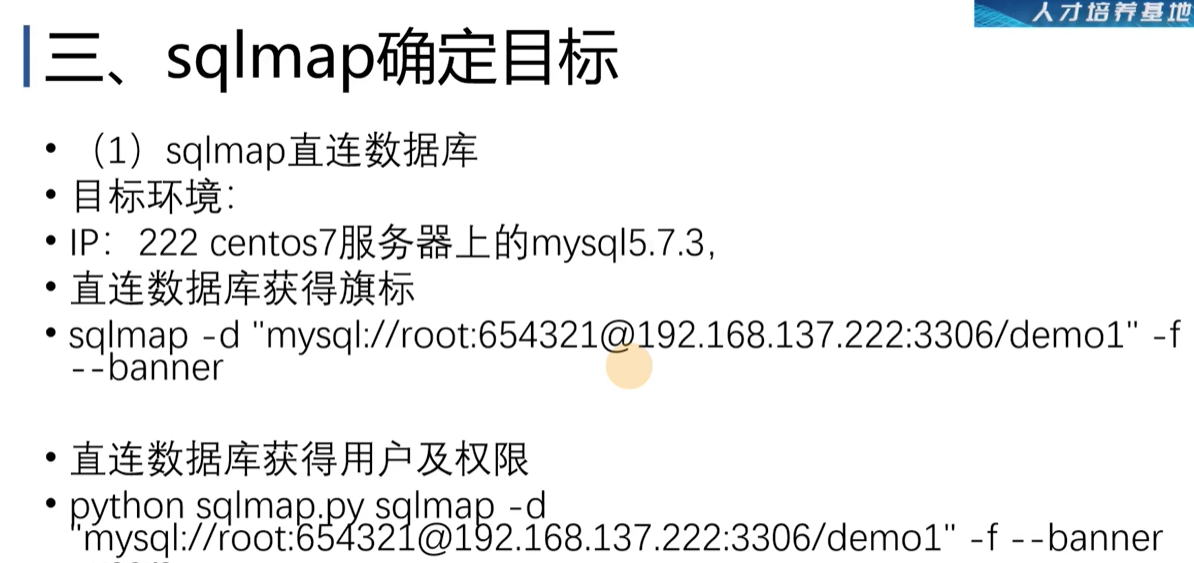 人才培养基地
三、sqlmap确定目标
• （1）sqlmap直连数据库
• 目标环境：
• IP： 222 centos7服务器上的mysql5.7.3,
• 直连数据库获得旗标
• sqlmap -d "mysql://root:654321@192.168.137.222:3306/demo1" -f
--banner
• 直连数据库获得用户及权限
• python sqlmap.py sqlmap -d
"mysql://root:654321@192.168.137.222:3306/demo1" -f --banner